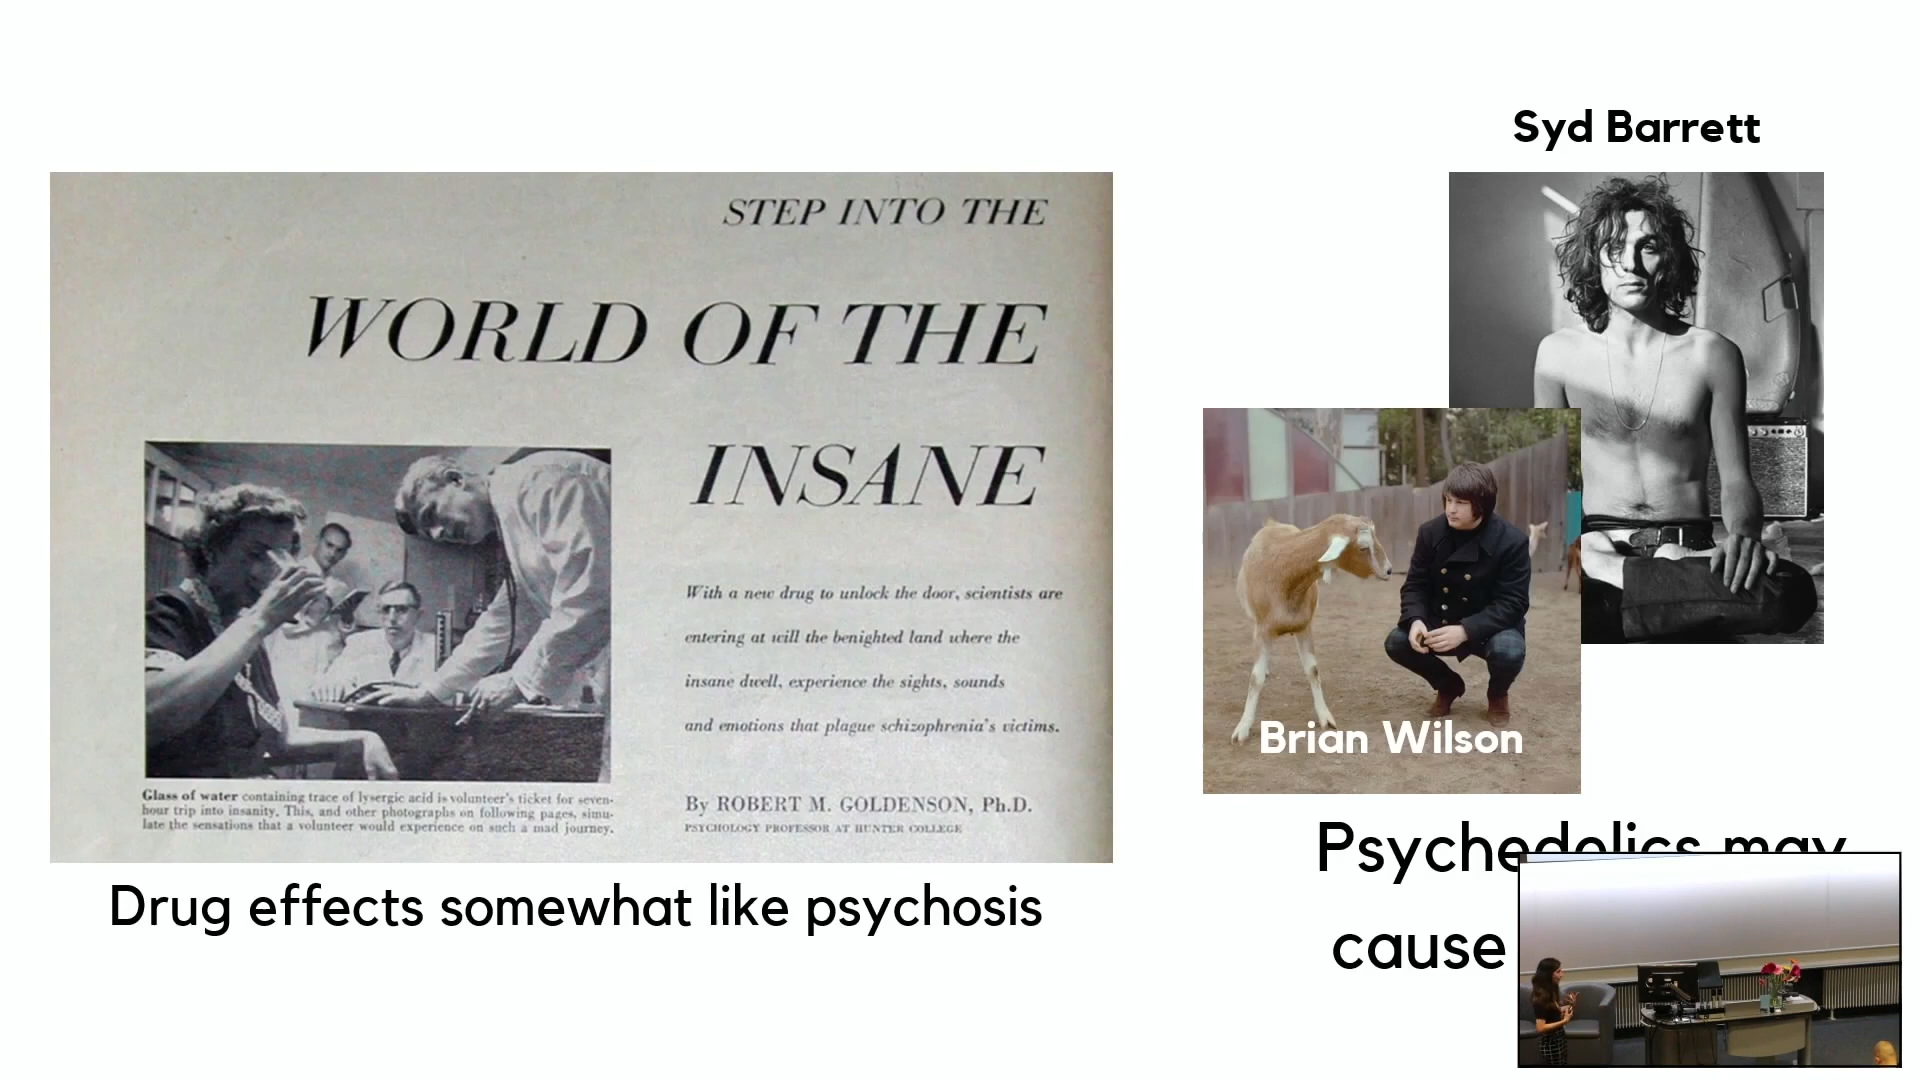 Syd Barrett
STEP INTO THE
WORLD OF THE
INSANE
With a new drug to unlock the door, scientists are
entering at will the benighted land where the
insane dwell, experience the sights, sounds
and emotions that plague schizophrenia's victims.
By ROBERT M. GOLDENSON, Ph.D.
PSYCHOLOGY PROFESSOR AT HUNTER COLLEGE
Glass of water containing trace of lysergic acid is volunteer's ticket for seven-
hour trip into insanity. This, and other photographs on following pages, simu-
late the sensations that a volunteer would experience on such a mad journey.
Drug effects somewhat like psychosis
Brian Wilson
Psychedelics may
cause